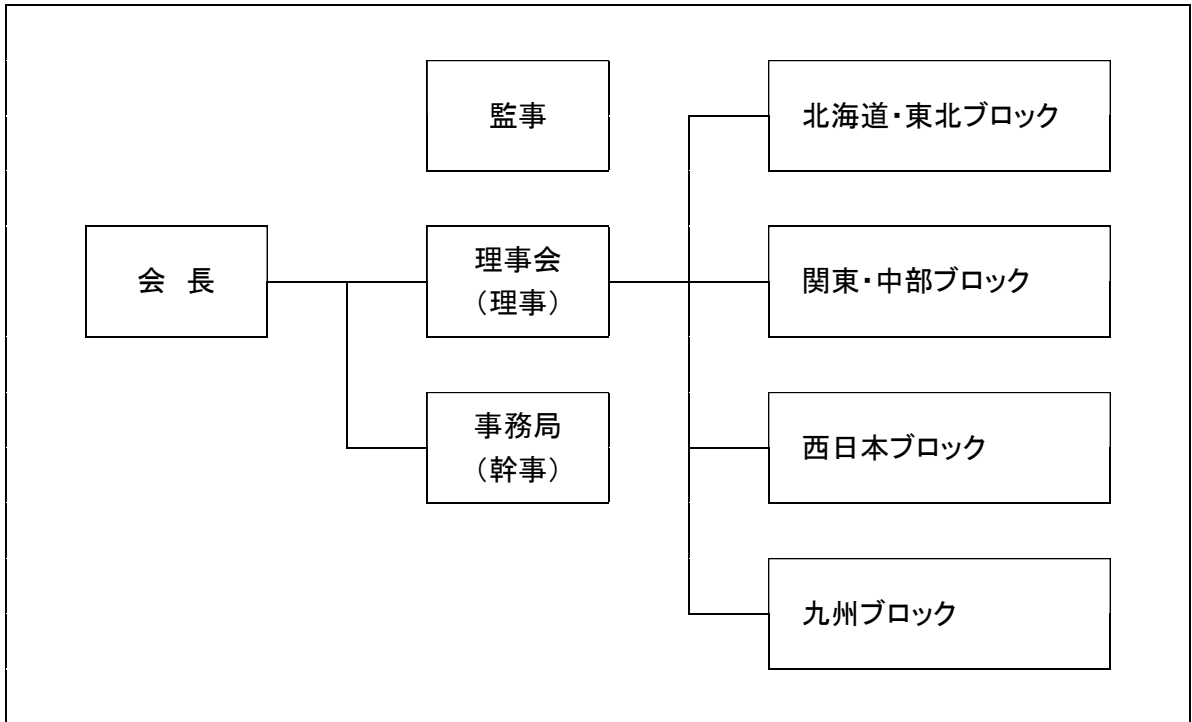 監事
北海道・東北ブロック
会 長
理事会
（理事）
関東・中部ブロック
事務局
（幹事）
西日本ブロック
九州ブロック